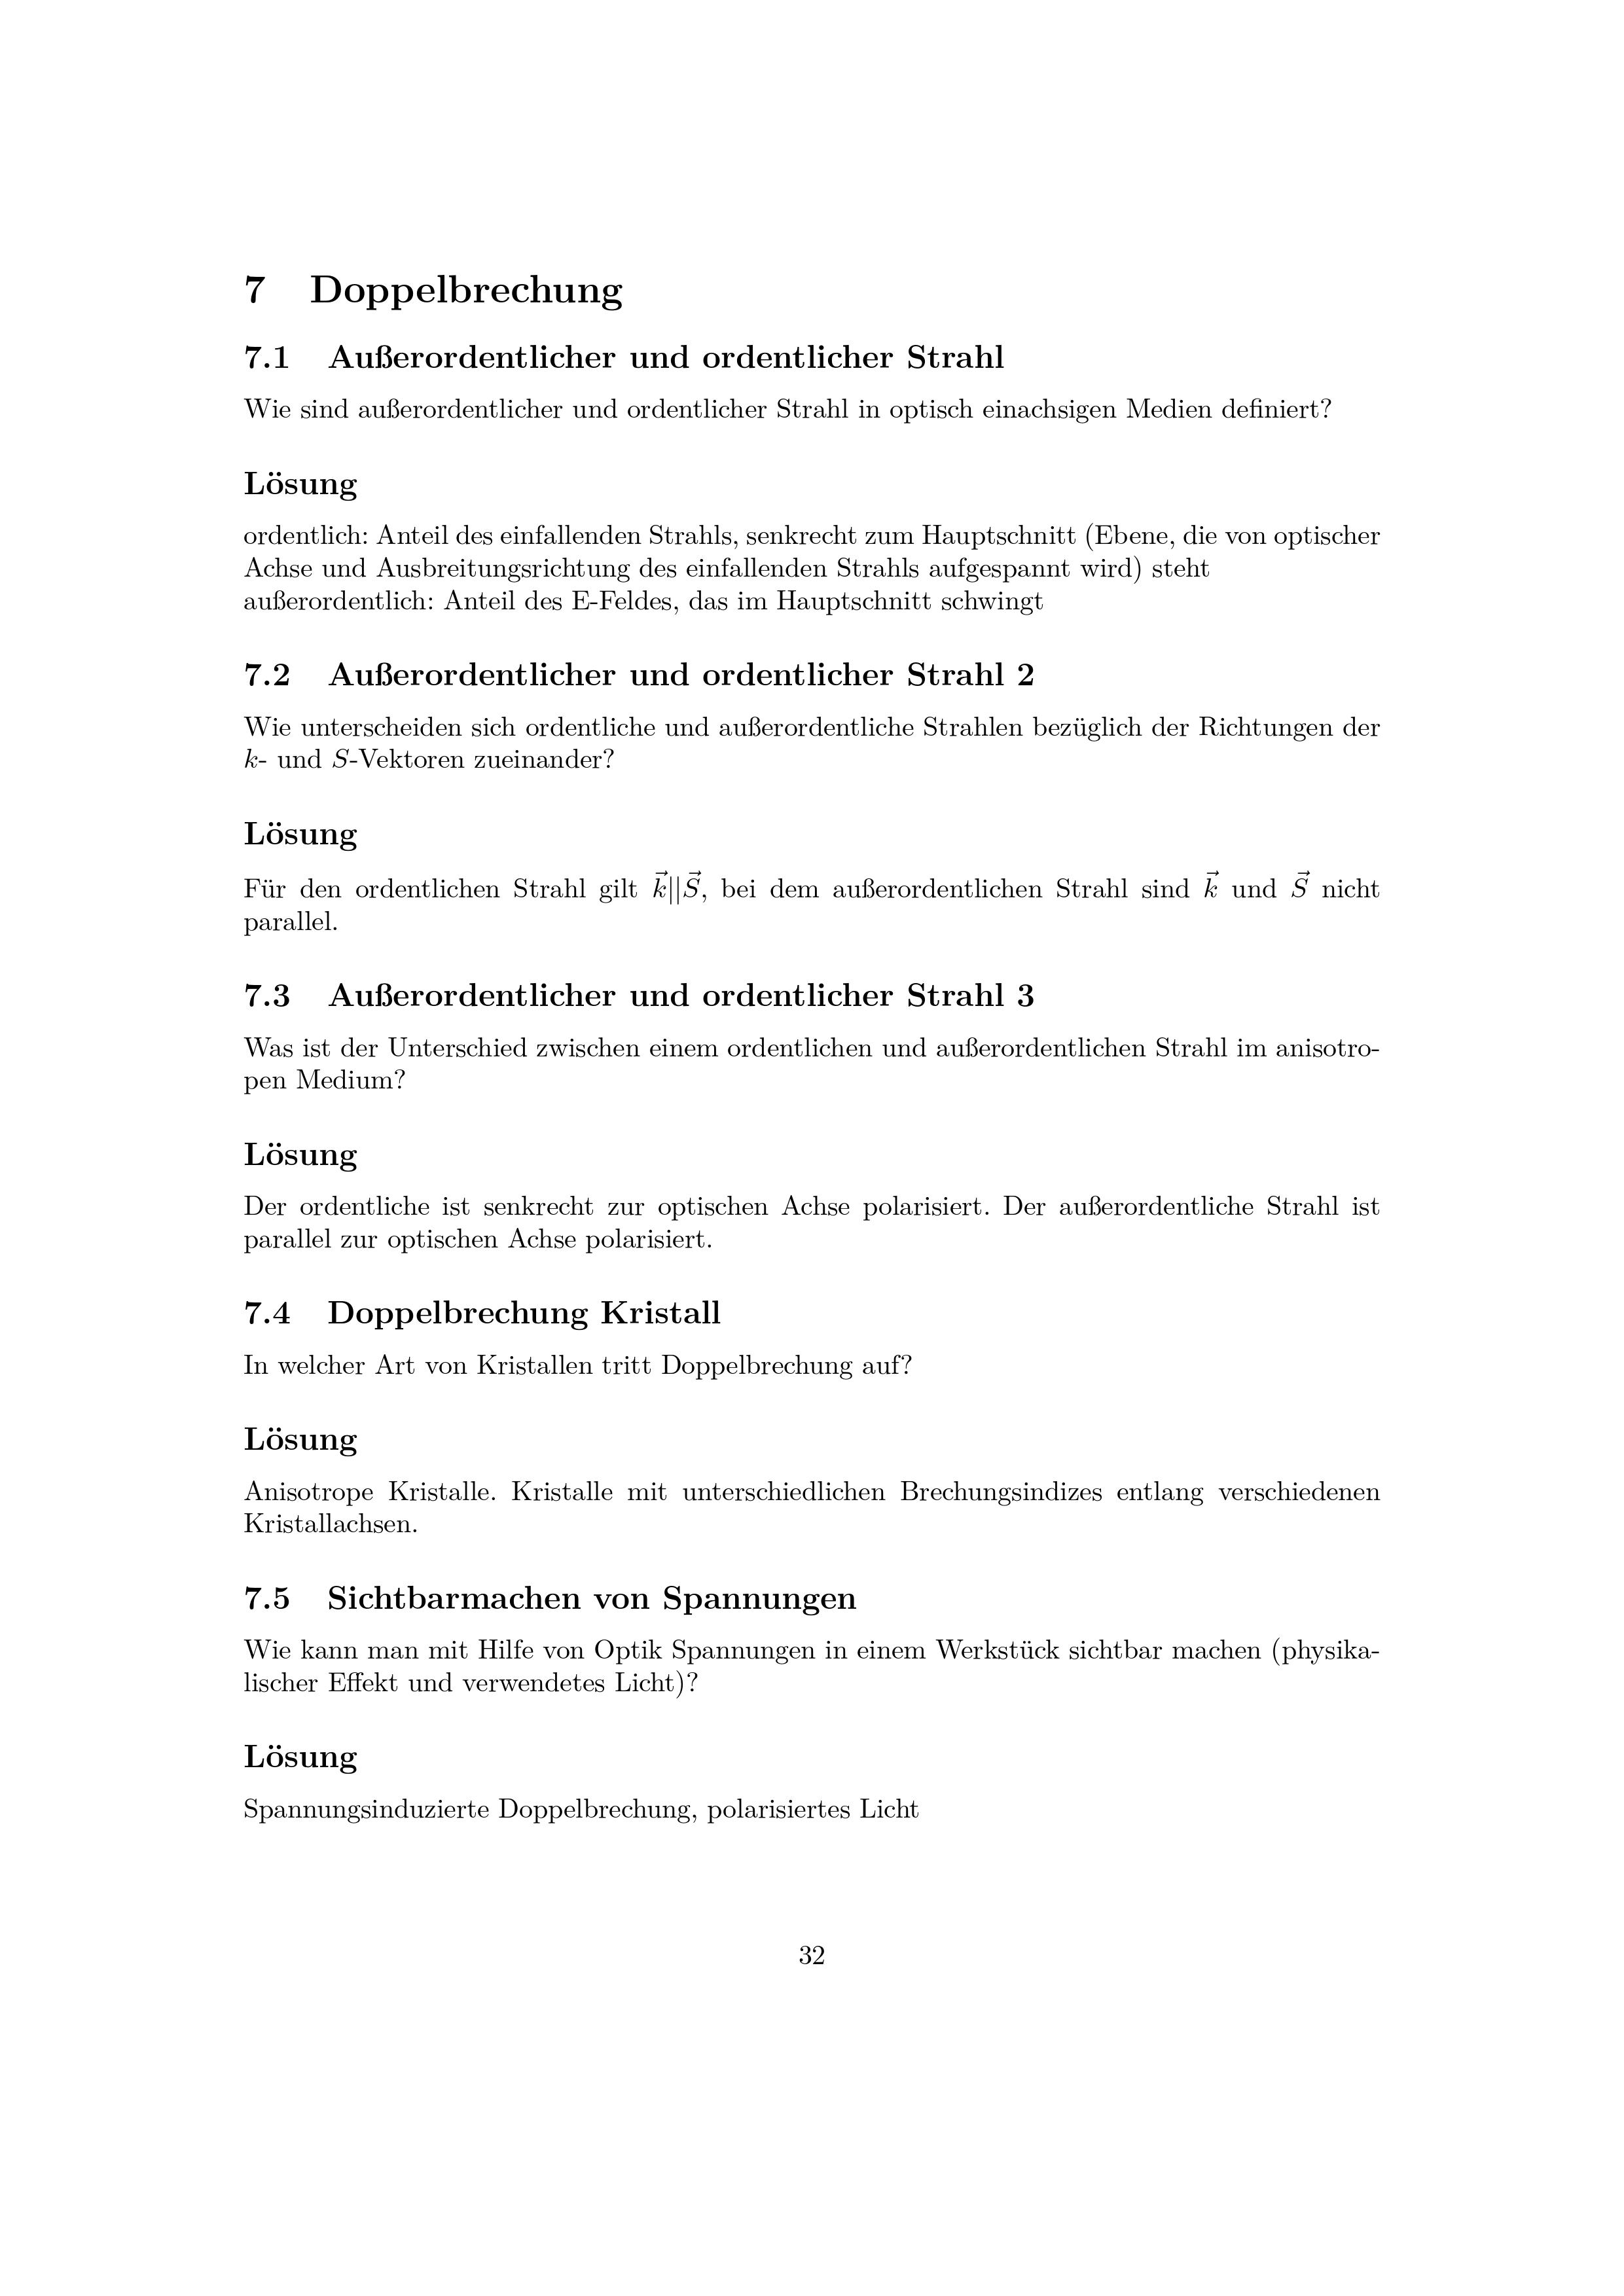 7 Doppelbrechung
7.1 Außerordentlicher und ordentlicher Strahl
Wie sind außerordentlicher und ordentlicher Strahl in optisch einachsigen Medien definiert?
Lösung
ordentlich: Anteil des einfallenden Strahls, senkrecht zum Hauptschnitt (Ebene, die von optischer
Achse und Ausbreitungsrichtung des einfallenden Strahls aufgespannt wird) steht
außerordentlich: Anteil des E-Feldes, das im Hauptschnitt schwingt
7.2 Außerordentlicher und ordentlicher Strahl 2
Wie unterscheiden sich ordentliche und außerordentliche Strahlen bezüglich der Richtungen der
k- und S-Vektoren zueinander?
Lösung
Für den ordentlichen Strahl gilt $\vec{k}||\vec{S}$, bei dem außerordentlichen Strahl sind $\vec{k}$ und $\vec{S}$ nicht
parallel.
7.3 Außerordentlicher und ordentlicher Strahl 3
Was ist der Unterschied zwischen einem ordentlichen und außerordentlichen Strahl im anisotro-
pen Medium?
Lösung
Der ordentliche ist senkrecht zur optischen Achse polarisiert. Der außerordentliche Strahl ist
parallel zur optischen Achse polarisiert.
7.4 Doppelbrechung Kristall
In welcher Art von Kristallen tritt Doppelbrechung auf?
Lösung
Anisotrope Kristalle. Kristalle mit unterschiedlichen Brechungsindizes entlang verschiedenen
Kristallachsen.
7.5 Sichtbarmachen von Spannungen
Wie kann man mit Hilfe von Optik Spannungen in einem Werkstück sichtbar machen (physika-
lischer Effekt und verwendetes Licht)?
Lösung
Spannungsinduzierte Doppelbrechung, polarisiertes Licht
32